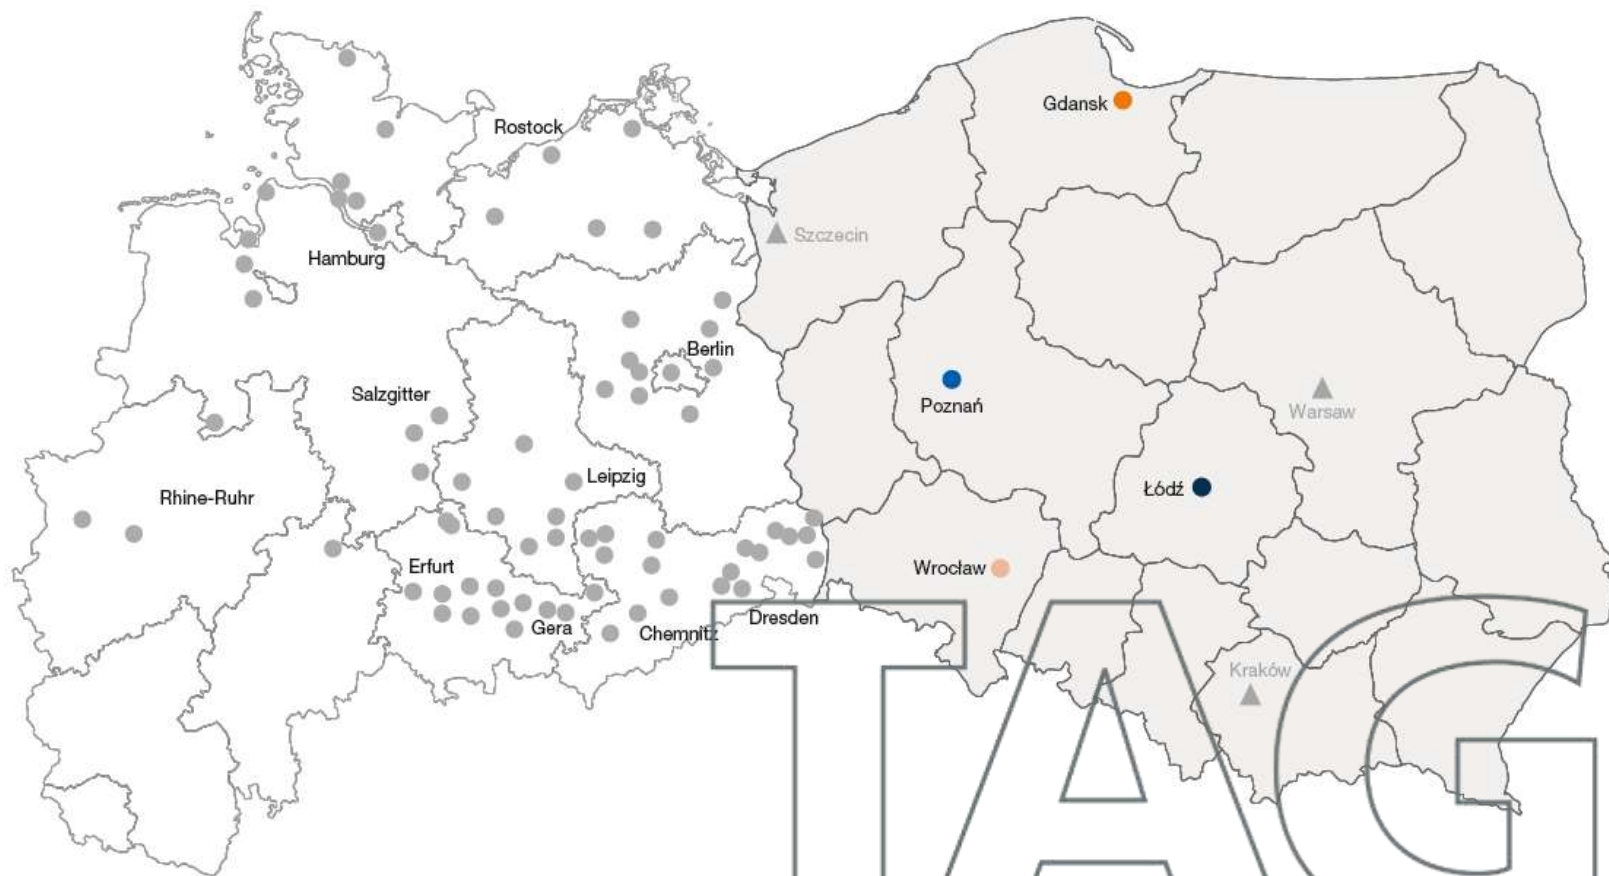 Gdansk
Rostock
Szczecin
Hamburg
Berlin
Salzgitter
Poznań
Warsaw
Leipzig
Rhine-Ruhr
Łódź
Erfurt
Wrocław
Gera
Chemnitz
Dresden
Kraków
TAG